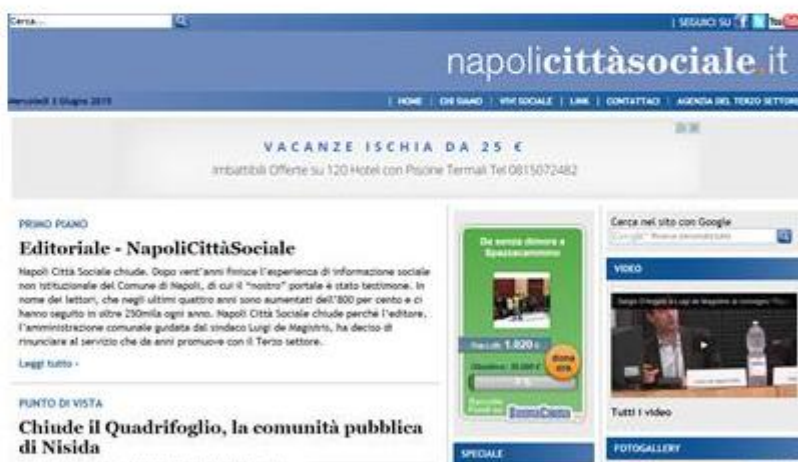 Cerca...
| SEGUICI SU
You
napolicittàsociale.it
Mercoledì 3 Giugno 2015
| HOME | CHI SIAMO | VIVI SOCIALE | LINK | CONTATTACI | AGENZIA DEL TERZO SETTORE
VACANZE ISCHIA DA 25 €
Imbattibili Offerte su 120 Hotel con Piscine Termali Tel 0815072482
PRIMO PIANO
Editoriale - NapoliCittàSociale
Napoli Città Sociale chiude. Dopo vent'anni finisce l'esperienza di informazione sociale
non istituzionale del Comune di Napoli, di cui il "nostro" portale è stato testimone. In
nome dei lettori, che negli ultimi quattro anni sono aumentati dell'800 per cento e ci
hanno seguito in oltre 250mila ogni anno. Napoli Città Sociale chiude perché l'editore,
l'amministrazione comunale guidata dal sindaco Luigi de Magistris, ha deciso di
rinunciare al servizio che da anni promuove con il Terzo settore.
Leggi tutto
PUNTO DI VISTA
Chiude il Quadrifoglio, la comunità pubblica
di Nisida
Da senza dimora a
Spaziacammino
1.020 €
dona
ora
SPECIALE
Cerca nel sito con Google
VIDEO
Tutti i video
FOTOGALLERY